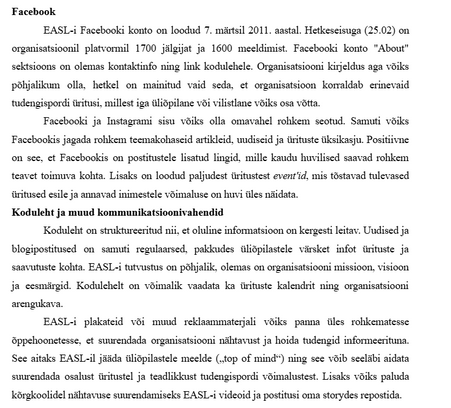 Facebook
EASL-i Facebooki konto on loodud 7. märtsil 2011. aastal. Hetkeseisuga (25.02) on
organisatsioonil platvormil 1700 jälgijat ja 1600 meeldimist. Facebooki konto "About"
sektsioons on olemas kontaktinfo ning link kodulehele. Organisatsiooni kirjeldus aga võiks
põhjalikum olla, hetkel on mainitud vaid seda, et organisatsioon korraldab erinevaid
tudengispordi üritusi, millest iga üliõpilane või vilistlane võiks osa võtta.
Facebooki ja Instagrami sisu võiks olla omavahel rohkem seotud. Samuti võiks
Facebookis jagada rohkem teemakohaseid artikleid, uudiseid ja ürituste üksikasju. Positiivne
on see, et Facebookis on postitustele lisatud lingid, mille kaudu huvilised saavad rohkem
teavet toimuva kohta. Lisaks on loodud paljudest üritustest event'id, mis tõstavad tulevased
üritused esile ja annavad inimestele võimaluse on huvi üles näidata.
Koduleht ja muud kommunikatsioonivahendid
Koduleht on struktureeritud nii, et oluline informatsioon on kergesti leitav. Uudised ja
blogipostitused on samuti regulaarsed, pakkudes üliõpilastele värsket infot ürituste ja
saavutuste kohta. EASL-i tutvustus on põhjalik, olemas on organisatsiooni missioon, visioon
ja eesmärgid. Kodulehelt on võimalik vaadata ka ürituste kalendrit ning organisatsiooni
arengukava.
EASL-i plakateid või muud reklaammaterjali võiks panna üles rohkematesse
õppehoonetesse, et suurendada organisatsiooni nähtavust ja hoida tudengid informeerituna.
See aitaks EASL-il jääda üliõpilastele meelde („top of mind“) ning see võib seeläbi aidata
suurendada osalust üritustel ja teadlikkust tudengispordi võimalustest. Lisaks võiks paluda
kõrgkoolidel nähtavuse suurendamiseks EASL-i videoid ja postitusi oma storydes repostida.